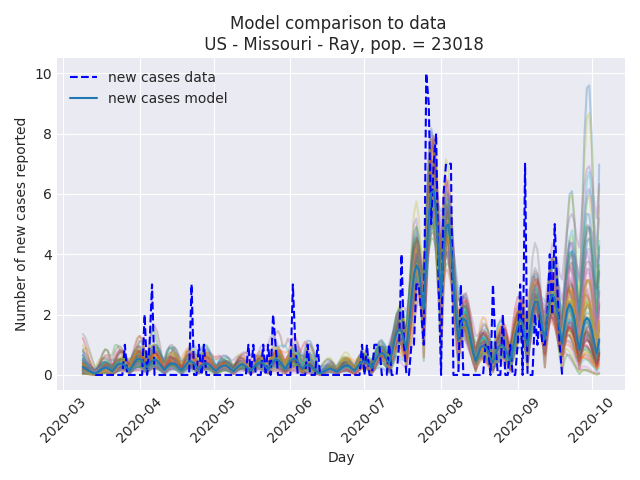 Model comparison to data
US - Missouri - Ray, pop. = 23018
new cases data
new cases model
Number of new cases reported
10
8
6
4
2
0
2020-03
2020-04
2020-05
2020-06
2020-07
2020-08
2020-09
2020-10
Day